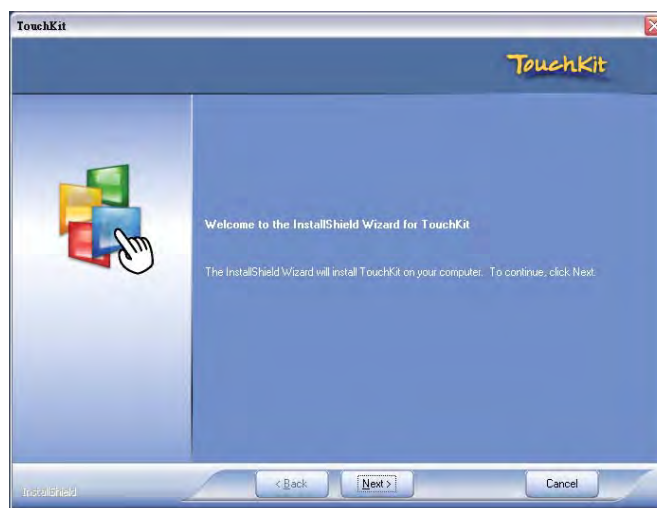 TouchKit
TouchKit
Welcome to the InstallShield Wizard for TouchKit
The InstallShield Wizard will install TouchKit on your computer. To continue, click Next.
InstallShield
< Back
Next >
Cancel